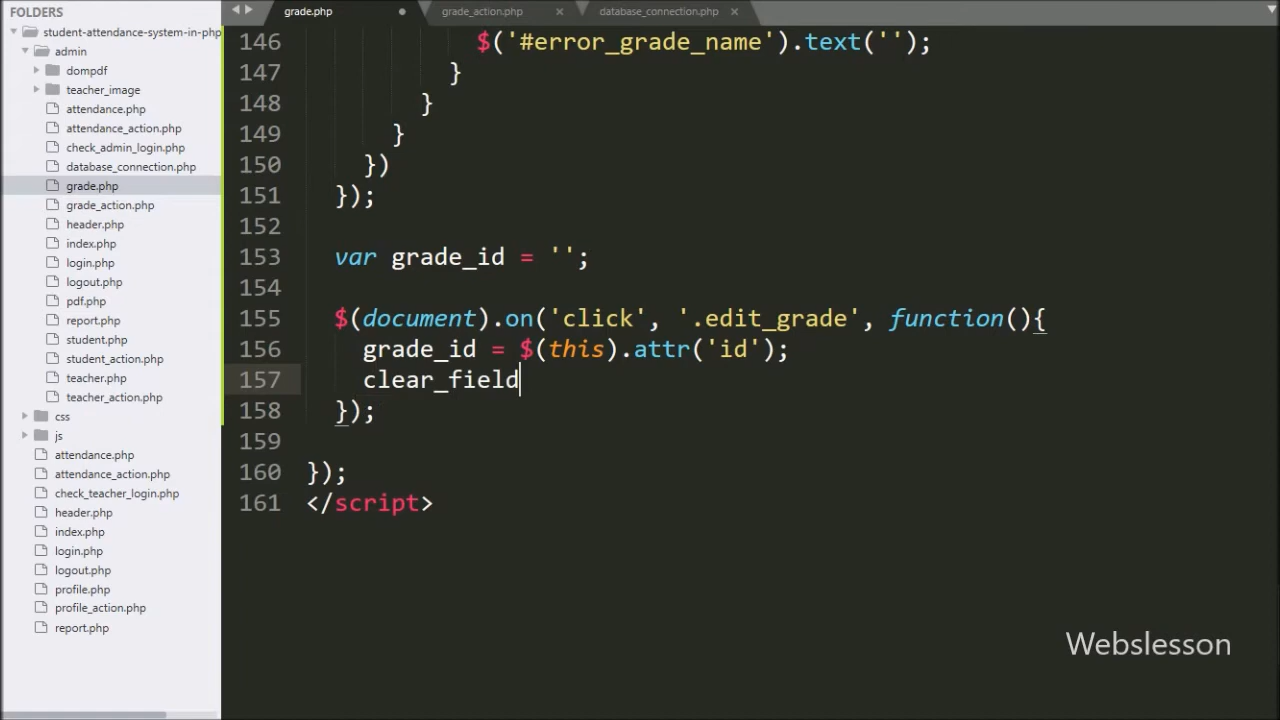 FOLDERS
student-attendance-system-in-php
admin
dompdf
teacher_image
attendance.php
attendance_action.php
check_admin_login.php
database_connection.php
grade.php
grade_action.php
header.php
index.php
login.php
logout.php
pdf.php
report.php
student.php
student_action.php
teacher.php
teacher_action.php
css
js
attendance.php
attendance_action.php
check_teacher_login.php
header.php
index.php
login.php
logout.php
profile.php
profile_action.php
report.php
grade.php
grade_action.php
database_connection.php
146 $('#error_grade_name').text('');
147 }
148 }
149 }
150 })
151 });
152
153 var grade_id = '';
154
155 $(document).on('click', '.edit_grade', function(){
156 grade_id = $(this).attr('id');
157 clear_field
158 });
159
160 });
161 </script>
Webslesson